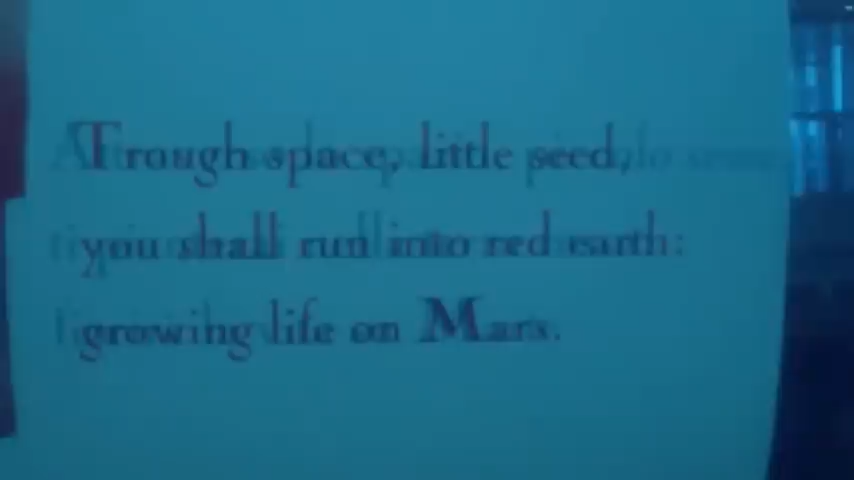 Trough space, little seed,
you shall run into red earth:
growing life on Mars.